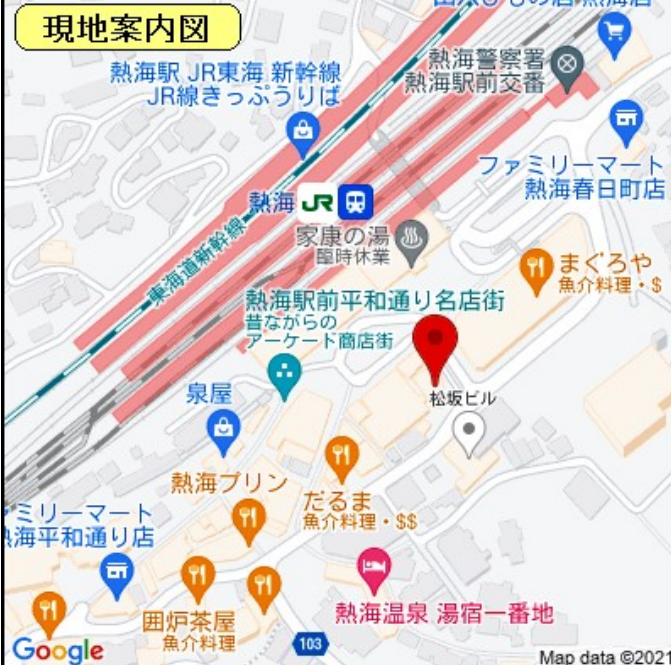 現地案内図
熱海店
熱海駅 JR東海 新幹線
JR線きっぷうりば
熱海警察署
熱海駅前交番
ファミリーマート
熱海春日町店
熱海 JR
東海道新幹線
家康の湯
臨時休業
まぐろや
魚介料理・$
熱海駅前平和通り名店街
昔ながらの
アーケード商店街
松坂ビル
泉屋
熱海プリン
だるま
魚介料理・$$
ァミリーマート
熱海平和通り店
熱海温泉 湯宿一番地
囲炉茶屋
魚介料理
103
Google
Map data ©2021